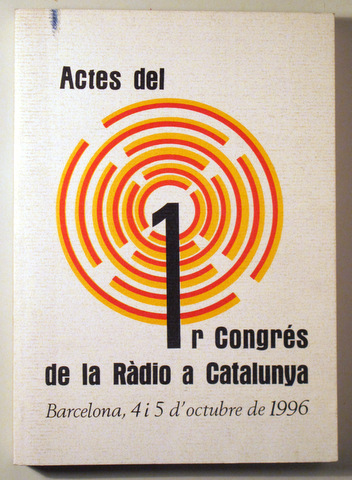 Actes del
1r Congrés
de la Ràdio a Catalunya
Barcelona, 4 i 5 d'octubre de 1996